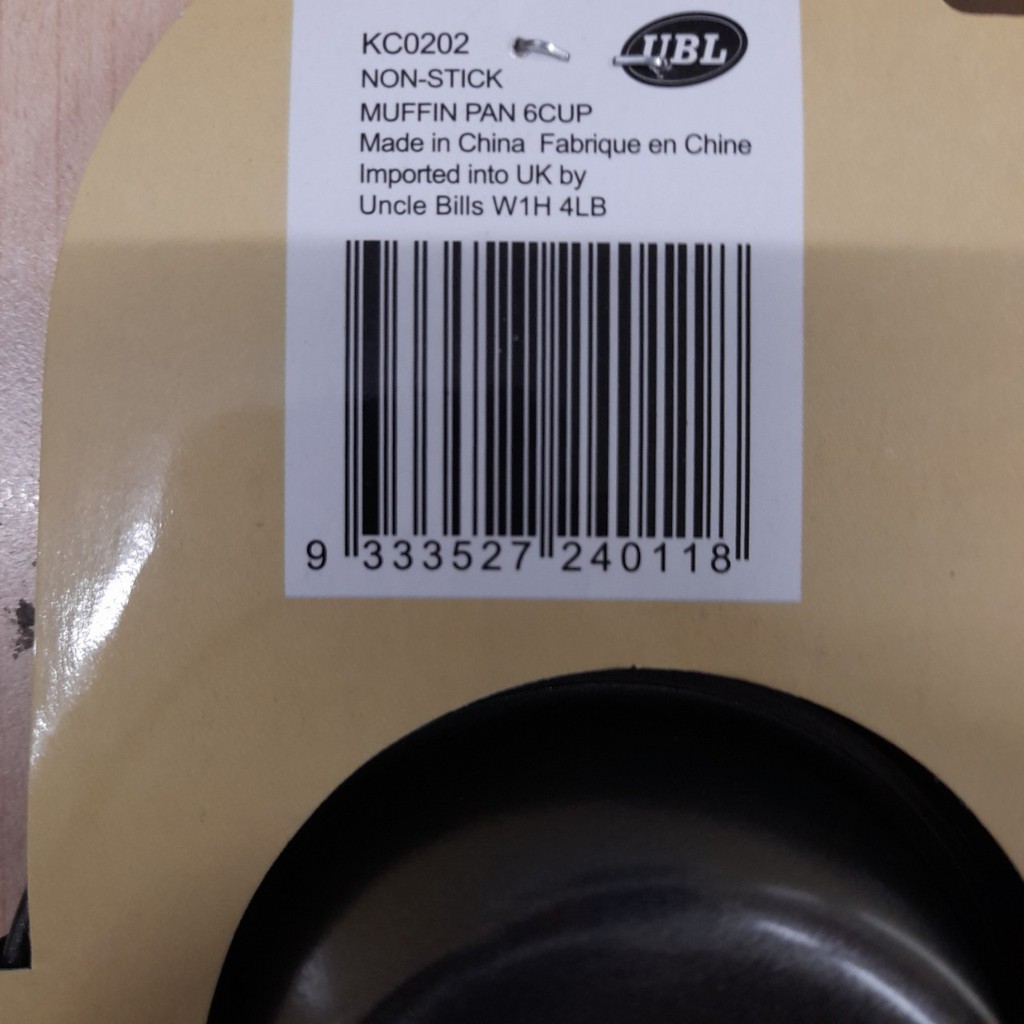 KC0202
UBL
NON-STICK
MUFFIN PAN 6CUP
Made in China  Fabrique en Chine
Imported into UK by
Uncle Bills W1H 4LB
9 333527 240118